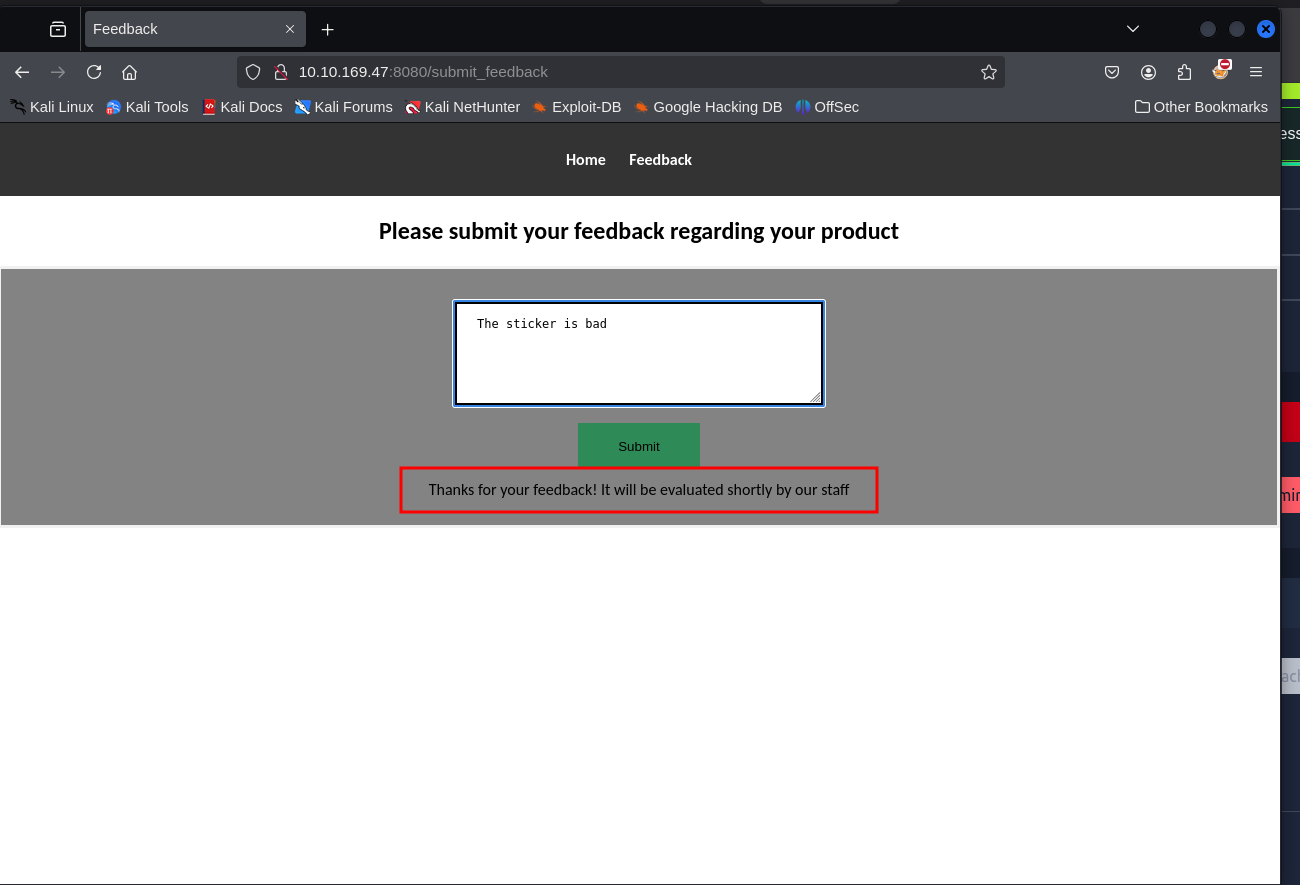 Feedback
10.10.169.47:8080/submit_feedback
Kali Linux Kali Tools Kali Docs Kali Forums Kali NetHunter Exploit-DB Google Hacking DB OffSec Other Bookmarks
Home Feedback
Please submit your feedback regarding your product
The sticker is bad
Submit
Thanks for your feedback! It will be evaluated shortly by our staff